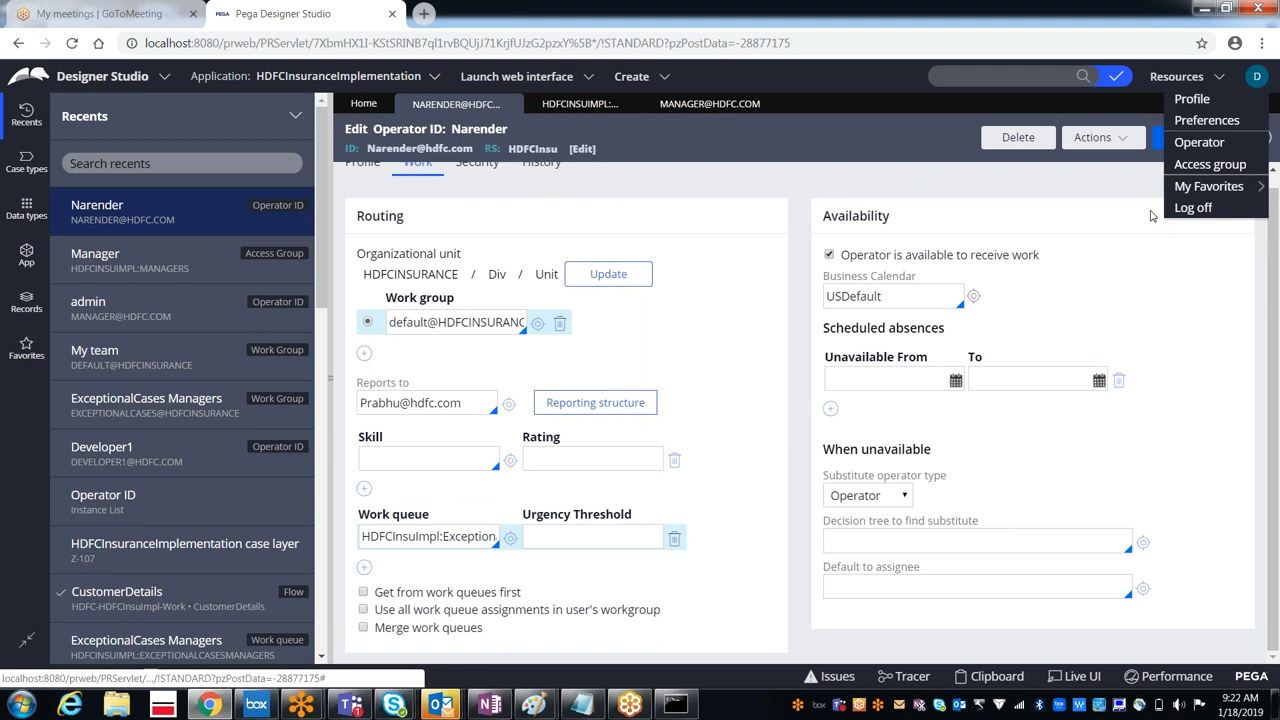 My meetings | GoToMeeting
Pega Designer Studio
localhost:8080/prweb/PRServlet/7XbmHX1I-KStSRINB7ql1rvBQUjJ71KrjfUJzG2pzxY%5B*/!STANDARD?pzPostData=-28877175
Designer Studio
Application: HDFCInsuranceImplementation
Launch web interface
Create
Resources
D
Recents
Case types
Data types
App
Records
Favorites
Recents
Search recents
Narender
Operator ID
NARENDER@HDFC.COM
Manager
Access Group
HDFCINSUIMPL:MANAGERS
admin
Operator ID
MANAGER@HDFC.COM
My team
Work Group
DEFAULT@HDFCINSURANCE
ExceptionalCases Managers
Work Group
EXCEPTIONALCASES@HDFCINSURANCE
Developer1
Operator ID
DEVELOPER1@HDFC.COM
Operator ID
Instance List
HDFCInsuranceImplementation case layer
Z-107
CustomerDetails
Flow
HDFC-HDFCInsuImpl-Work • CustomerDetails
ExceptionalCases Managers
Work queue
HDFCINSUIMPL:EXCEPTIONALCASESMANAGERS
Home
NARENDER@HDFC...
HDFCINSUIMPL:...
MANAGER@HDFC.COM
Edit Operator ID: Narender
ID: Narender@hdfc.com RS: HDFCInsu [Edit]
Delete
Actions
Profile
Preferences
Operator
Access group
My Favorites
Log off
Profile
Work
Security
History
Routing
Organizational unit
HDFCINSURANCE / Div / Unit
Update
Work group
default@HDFCINSURANC
Reports to
Prabhu@hdfc.com
Reporting structure
Skill
Rating
Work queue
Urgency Threshold
HDFCInsuImpl:Exception
Get from work queues first
Use all work queue assignments in user's workgroup
Merge work queues
Availability
Operator is available to receive work
Business Calendar
USDefault
Scheduled absences
Unavailable From
To
When unavailable
Substitute operator type
Operator
Decision tree to find substitute
Default to assignee
localhost:8080/prweb/PRServlet/.../!STANDARD?pzPostData=-28877175#
Issues
Tracer
Clipboard
Live UI
Performance
PEGA
box
9:22 AM
1/18/2019